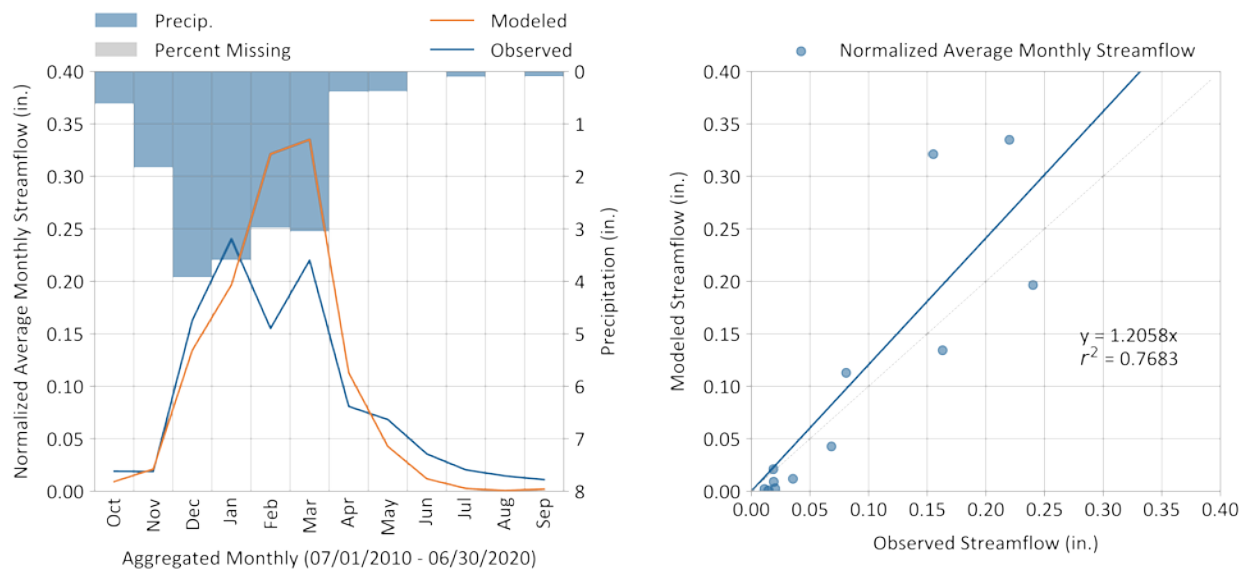 Precip.
Percent Missing
Modeled
Observed
Normalized Average Monthly Streamflow (in.)
0.40
0.35
0.30
0.25
0.20
0.15
0.10
0.05
0.00
0
1
2
3
4
5
6
7
8
Precipitation (in.)
Oct Nov Dec Jan Feb Mar Apr May Jun Jul Aug Sep
Aggregated Monthly (07/01/2010 - 06/30/2020)
Normalized Average Monthly Streamflow
Modeled Streamflow (in.)
0.40
0.35
0.30
0.25
0.20
0.15
0.10
0.05
0.00
y = 1.2058x
r² = 0.7683
0.00 0.05 0.10 0.15 0.20 0.25 0.30 0.35 0.40
Observed Streamflow (in.)